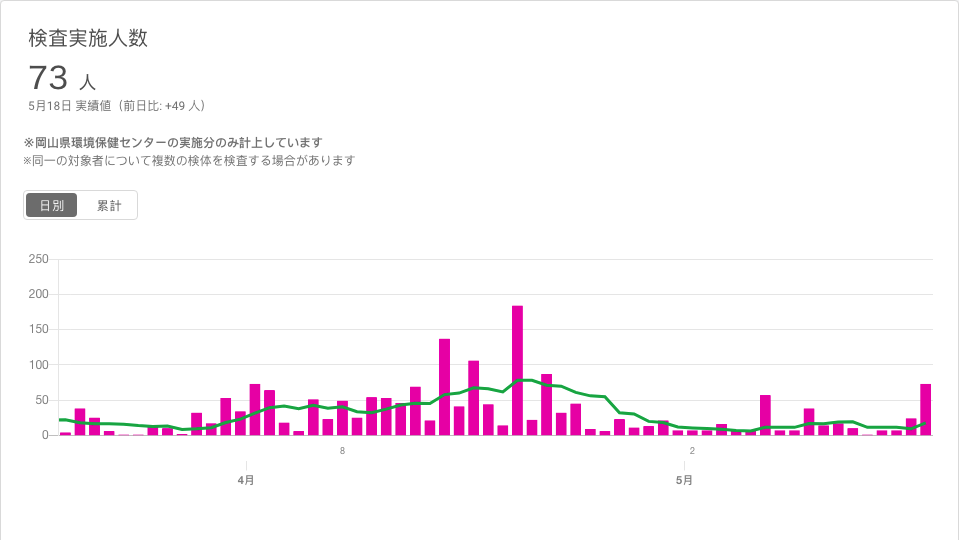 検査実施人数
73 人
5月18日 実績値（前日比: +49 人）
※岡山県環境保健センターの実施分のみ計上しています
※同一の対象者について複数の検体を検査する場合があります
日別 累計
250
200
150
100
50
0
8 2
4月 5月